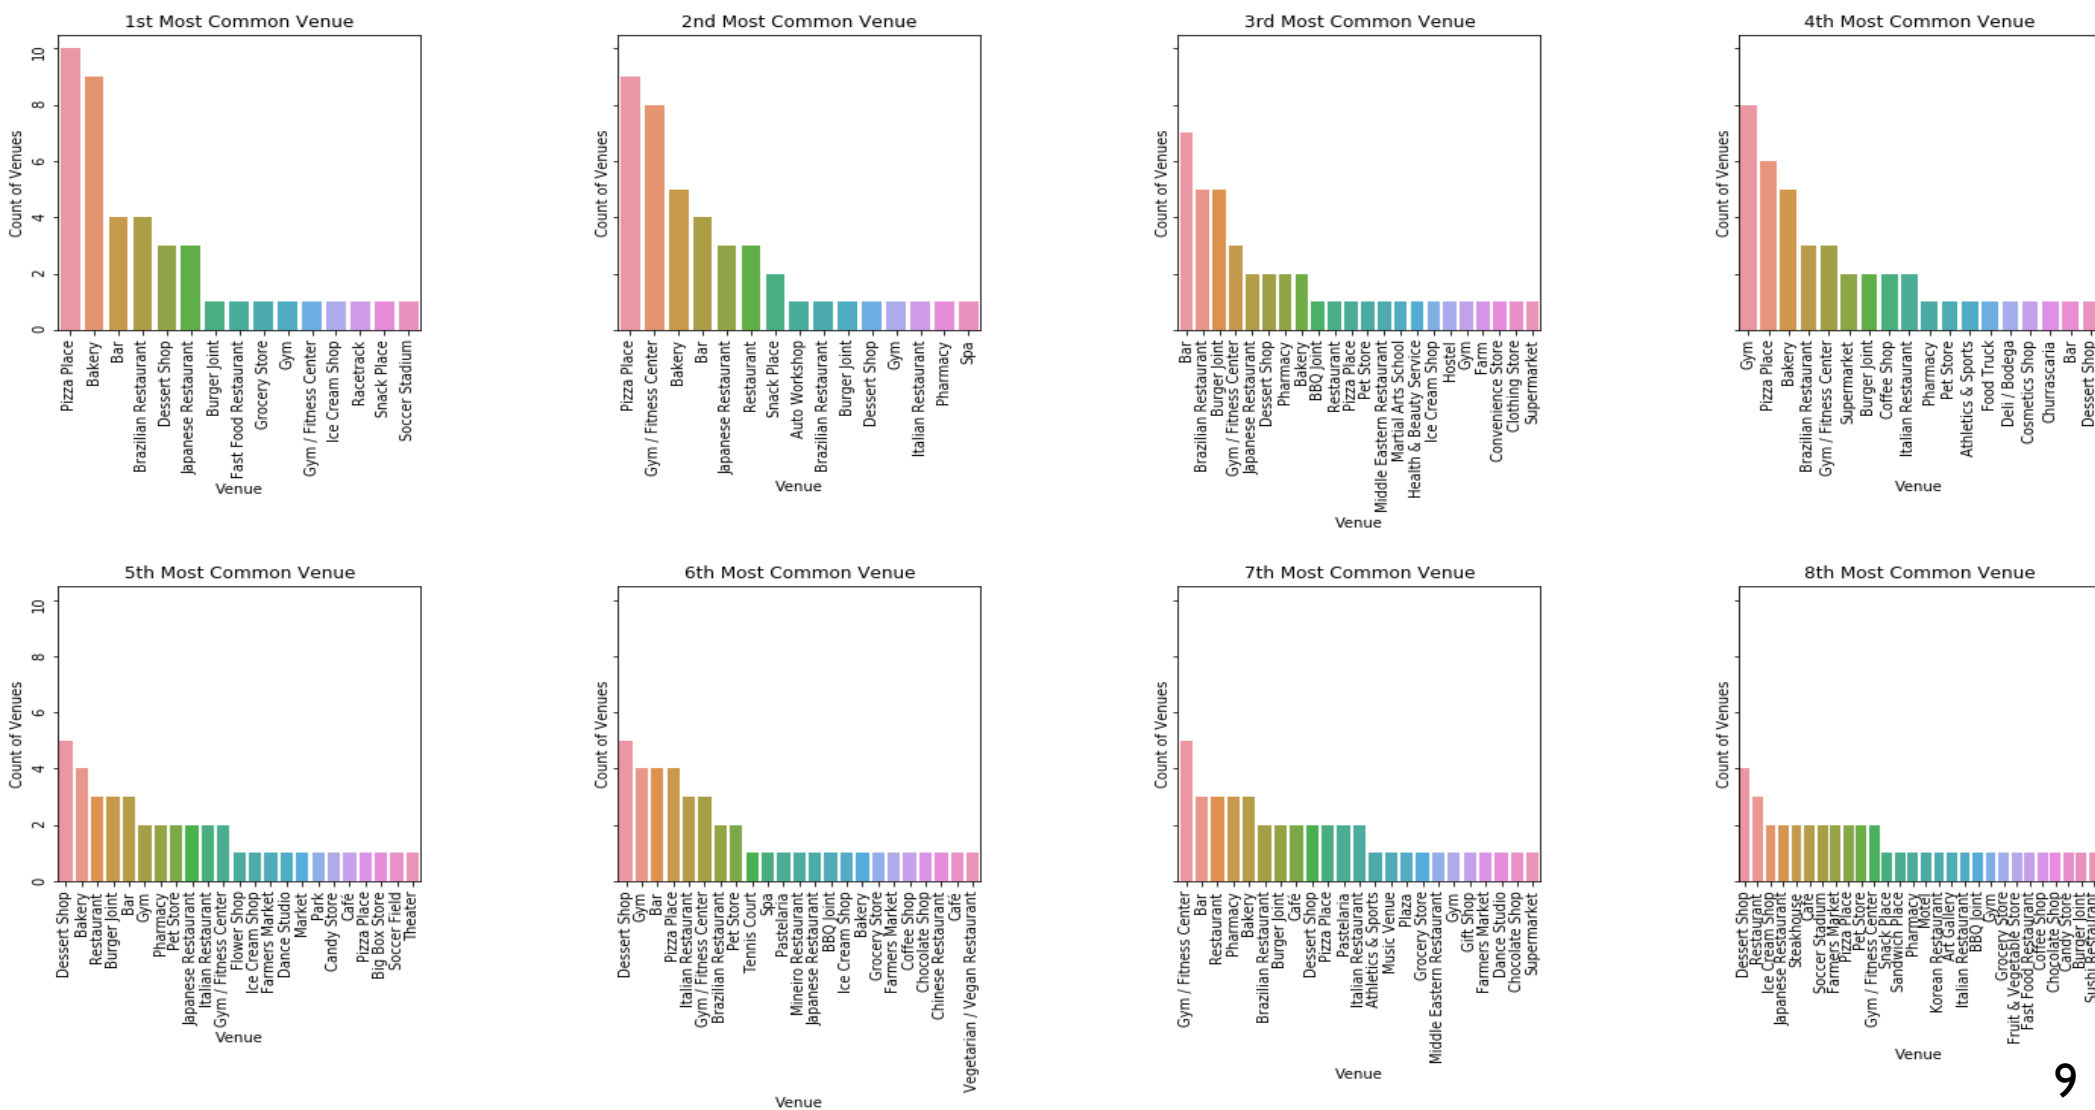 1st Most Common Venue
Count of Venues
10
8
6
4
2
0
Pizza Place
Bakery
Bar
Brazilian Restaurant
Dessert Shop
Japanese Restaurant
Burger Joint
Fast Food Restaurant
Grocery Store
Gym
Gym / Fitness Center
Ice Cream Shop
Racetrack
Snack Place
Soccer Stadium
Venue
2nd Most Common Venue
Count of Venues
Pizza Place
Gym / Fitness Center
Bakery
Bar
Japanese Restaurant
Restaurant
Snack Place
Auto Workshop
Brazilian Restaurant
Burger Joint
Dessert Shop
Gym
Italian Restaurant
Pharmacy
Spa
Venue
3rd Most Common Venue
Count of Venues
Bar
Brazilian Restaurant
Burger Joint
Gym / Fitness Center
Japanese Restaurant
Dessert Shop
Pharmacy
Bakery
BBQ Joint
Restaurant
Pizza Place
Pet Store
Middle Eastern Restaurant
Martial Arts School
Health & Beauty Service
Ice Cream Shop
Hostel
Gym
Farm
Convenience Store
Clothing Store
Supermarket
Venue
4th Most Common Venue
Count of Venues
Gym
Pizza Place
Bakery
Brazilian Restaurant
Gym / Fitness Center
Supermarket
Burger Joint
Coffee Shop
Italian Restaurant
Pharmacy
Pet Store
Athletics & Sports
Food Truck
Deli / Bodega
Cosmetics Shop
Churrascaria
Bar
Dessert Shop
Venue
5th Most Common Venue
Count of Venues
10
8
6
4
2
0
Dessert Shop
Bakery
Restaurant
Burger Joint
Bar
Gym
Pharmacy
Pet Store
Japanese Restaurant
Italian Restaurant
Gym / Fitness Center
Flower Shop
Ice Cream Shop
Farmers Market
Dance Studio
Market
Park
Candy Store
Café
Pizza Place
Big Box Store
Soccer Field
Theater
Venue
6th Most Common Venue
Count of Venues
Dessert Shop
Gym
Bar
Pizza Place
Italian Restaurant
Gym / Fitness Center
Brazilian Restaurant
Pet Store
Tennis Court
Spa
Pastelaria
Mineiro Restaurant
Japanese Restaurant
BBQ Joint
Ice Cream Shop
Bakery
Grocery Store
Farmers Market
Coffee Shop
Chocolate Shop
Chinese Restaurant
Café
Vegetarian / Vegan Restaurant
Venue
7th Most Common Venue
Count of Venues
Gym / Fitness Center
Bar
Restaurant
Pharmacy
Bakery
Brazilian Restaurant
Burger Joint
Café
Dessert Shop
Pizza Place
Pastelaria
Italian Restaurant
Athletics & Sports
Music Venue
Plaza
Grocery Store
Middle Eastern Restaurant
Gym
Gift Shop
Farmers Market
Dance Studio
Chocolate Shop
Supermarket
Venue
8th Most Common Venue
Count of Venues
Dessert Shop
Restaurant
Ice Cream Shop
Japanese Restaurant
Steakhouse
Café
Soccer Stadium
Farmers Market
Pizza Place
Pet Store
Gym / Fitness Center
Snack Place
Sandwich Place
Pharmacy
Motel
Korean Restaurant
Art Gallery
Italian Restaurant
BBQ Joint
Gym
Grocery Store
Fruit & Vegetable Store
Fast Food Restaurant
Coffee Shop
Chocolate Shop
Candy Store
Burger Joint
Sushi Restaurant
Venue
9